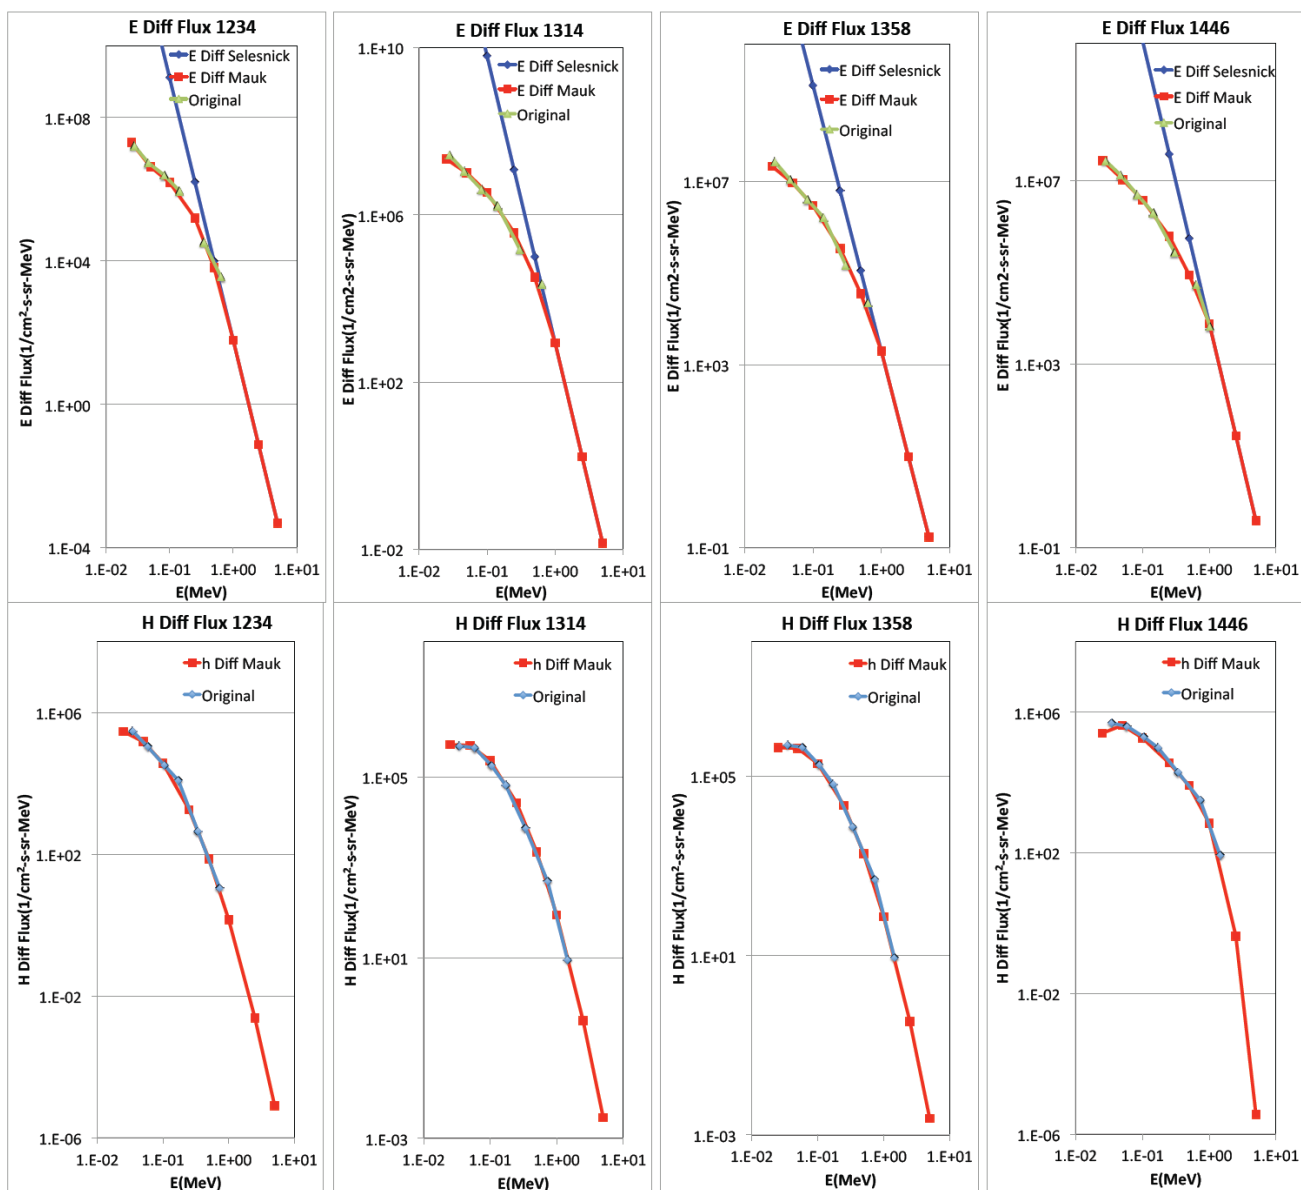 E Diff Flux 1234
E Diff Selesnick
E Diff Mauk
Original
1.E+08
1.E+04
1.E+00
1.E-04
E Diff Flux(1/cm²-s-sr-MeV)
1.E-02 1.E-01 1.E+00 1.E+01
E(MeV)
E Diff Flux 1314
E Diff Selesnick
E Diff Mauk
Original
1.E+10
1.E+06
1.E+02
1.E-02
E Diff Flux(1/cm2-s-sr-MeV)
1.E-02 1.E-01 1.E+00 1.E+01
E(MeV)
E Diff Flux 1358
E Diff Selesnick
E Diff Mauk
Original
1.E+07
1.E+03
1.E-01
E Diff Flux(1/cm2-s-sr-MeV)
1.E-02 1.E-01 1.E+00 1.E+01
E(MeV)
E Diff Flux 1446
E Diff Selesnick
E Diff Mauk
Original
1.E+07
1.E+03
1.E-01
E Diff Flux(1/cm2-s-sr-MeV)
1.E-02 1.E-01 1.E+00 1.E+01
E(MeV)
H Diff Flux 1234
h Diff Mauk
Original
1.E+06
1.E+02
1.E-02
1.E-06
H Diff Flux(1/cm²-s-sr-MeV)
1.E-02 1.E-01 1.E+00 1.E+01
E(MeV)
H Diff Flux 1314
h Diff Mauk
Original
1.E+05
1.E+01
1.E-03
H Diff Flux(1/cm²-s-sr-MeV)
1.E-02 1.E-01 1.E+00 1.E+01
E(MeV)
H Diff Flux 1358
h Diff Mauk
Original
1.E+05
1.E+01
1.E-03
H Diff Flux(1/cm²-s-sr-MeV)
1.E-02 1.E-01 1.E+00 1.E+01
E(MeV)
H Diff Flux 1446
h Diff Mauk
Original
1.E+06
1.E+02
1.E-02
1.E-06
H Diff Flux(1/cm²-s-sr-MeV)
1.E-02 1.E-01 1.E+00 1.E+01
E(MeV)